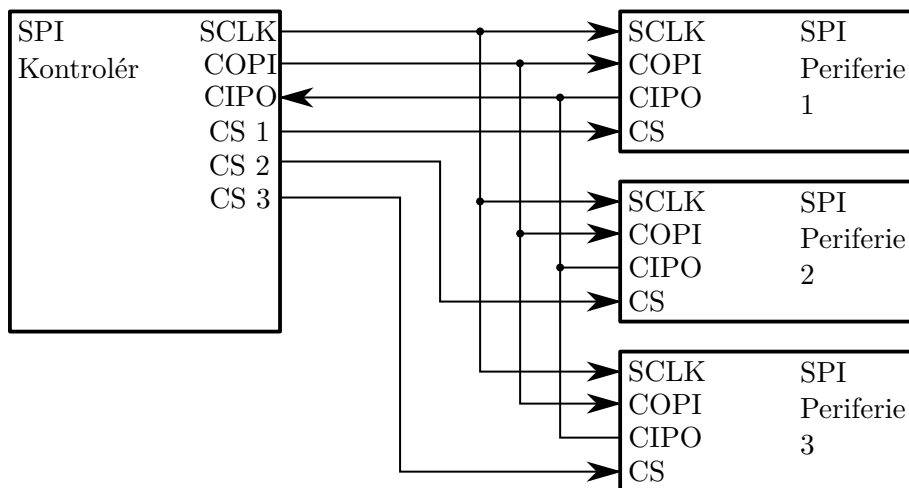 SPI SCLK
Kontrolér COPI
CIPO
CS 1
CS 2
CS 3
SCLK SPI
COPI Periferie
CIPO 1
CS
SCLK SPI
COPI Periferie
CIPO 2
CS
SCLK SPI
COPI Periferie
CIPO 3
CS